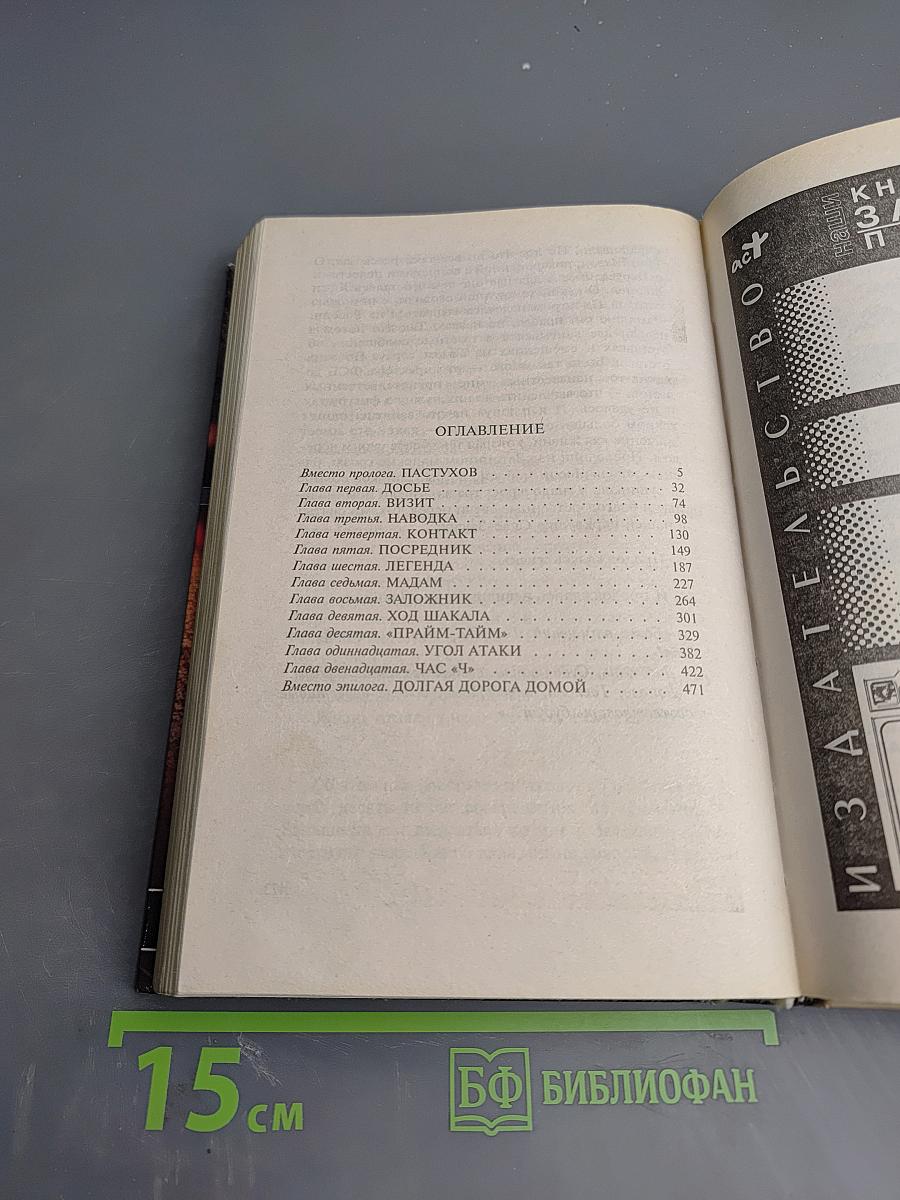 ОГЛАВЛЕНИЕ
Вместо пролога. ПАСТУХОВ . . . . . . . . . . . . . . 5
Глава первая. ДОСЬЕ . . . . . . . . . . . . . . . . 32
Глава вторая. ВИЗИТ . . . . . . . . . . . . . . . . 74
Глава третья. НАВОДКА . . . . . . . . . . . . . . 98
Глава четвертая. КОНТАКТ . . . . . . . . . . . . . 130
Глава пятая. ПОСРЕДНИК . . . . . . . . . . . . . 149
Глава шестая. ЛЕГЕНДА . . . . . . . . . . . . . . 187
Глава седьмая. МАДАМ . . . . . . . . . . . . . . 227
Глава восьмая. ЗАЛОЖНИК . . . . . . . . . . . . 264
Глава девятая. ХОД ШАКАЛА . . . . . . . . . . . 301
Глава десятая. «ПРАЙМ-ТАЙМ» . . . . . . . . . . 329
Глава одиннадцатая. УГОЛ АТАКИ . . . . . . . . . 382
Глава двенадцатая. ЧАС «Ч» . . . . . . . . . . . . 422
Вместо эпилога. ДОЛГАЯ ДОРОГА ДОМОЙ . . . . . 471
аст
ИЗДАТЕЛЬСТВО
Наши
15 см
БФ БИБЛИОФАН